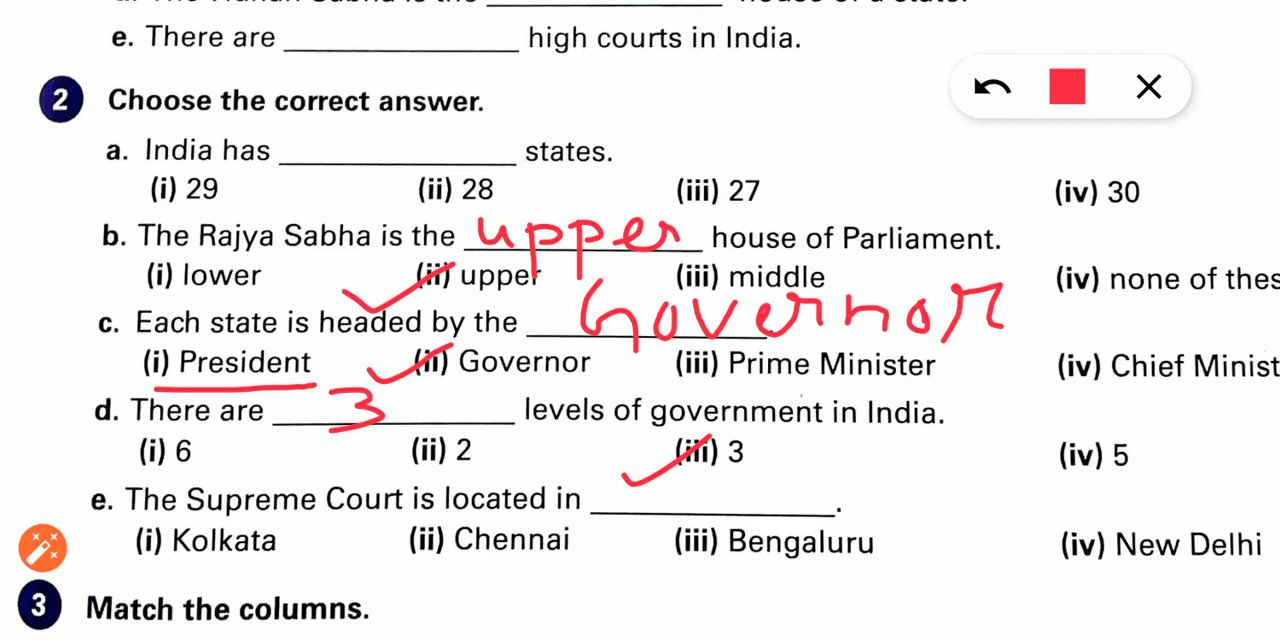 e. There are ____________ high courts in India.
2 Choose the correct answer.
a. India has ____________ states.
(i) 29 (ii) 28 (iii) 27 (iv) 30
b. The Rajya Sabha is the upper house of Parliament.
(i) lower (ii) upper (iii) middle (iv) none of thes
c. Each state is headed by the Governor
(i) President (ii) Governor (iii) Prime Minister (iv) Chief Minist
d. There are 3 levels of government in India.
(i) 6 (ii) 2 (iii) 3 (iv) 5
e. The Supreme Court is located in ____________.
(i) Kolkata (ii) Chennai (iii) Bengaluru (iv) New Delhi
3 Match the columns.